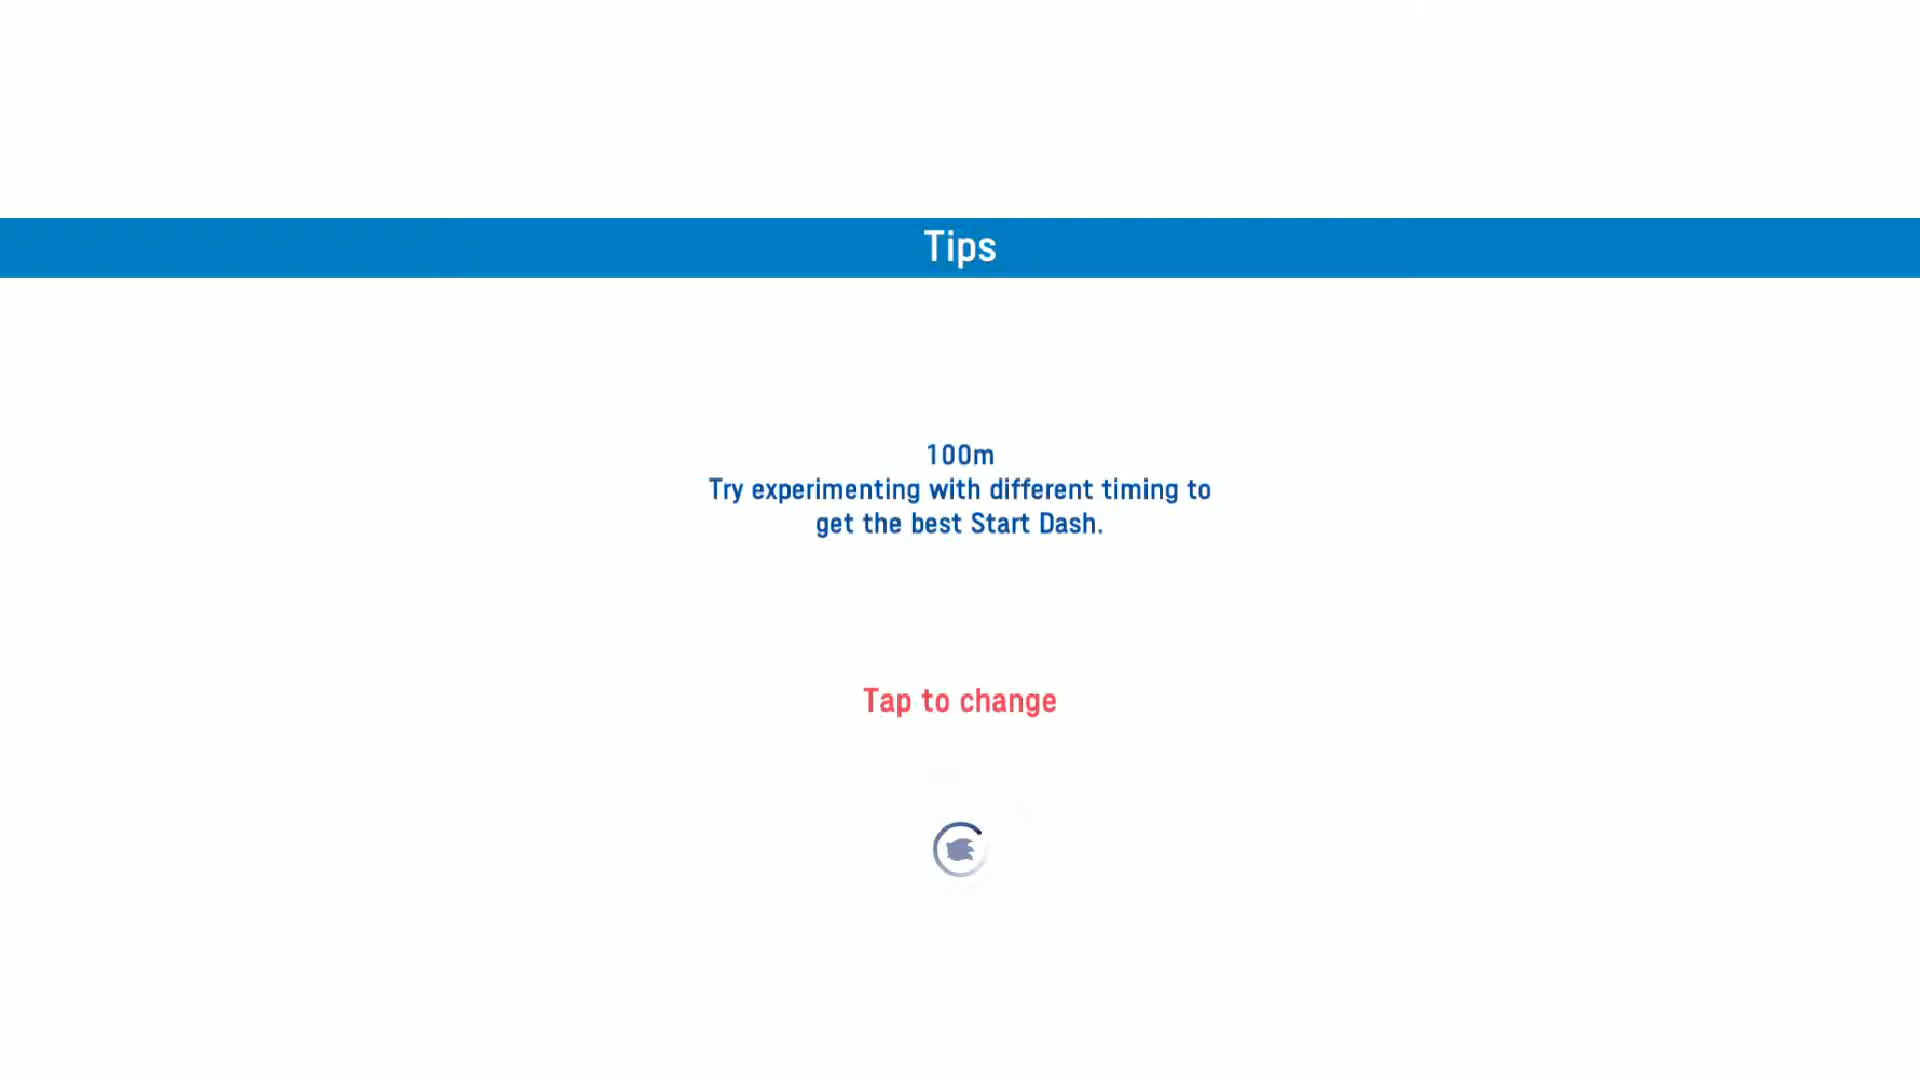 Tips
100m
Try experimenting with different timing to
get the best Start Dash.
Tap to change